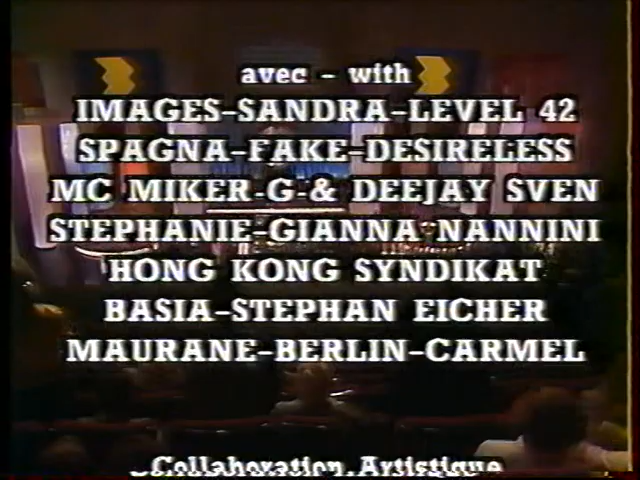 avec - with
IMAGES-SANDRA-LEVEL 42
SPAGNA-FAKE-DESIRELESS
MC MIKER-G-& DEEJAY SVEN
STEPHANIE-GIANNA NANNINI
HONG KONG SYNDIKAT
BASIA-STEPHAN EICHER
MAURANE-BERLIN-CARMEL
Collaboration Artistique